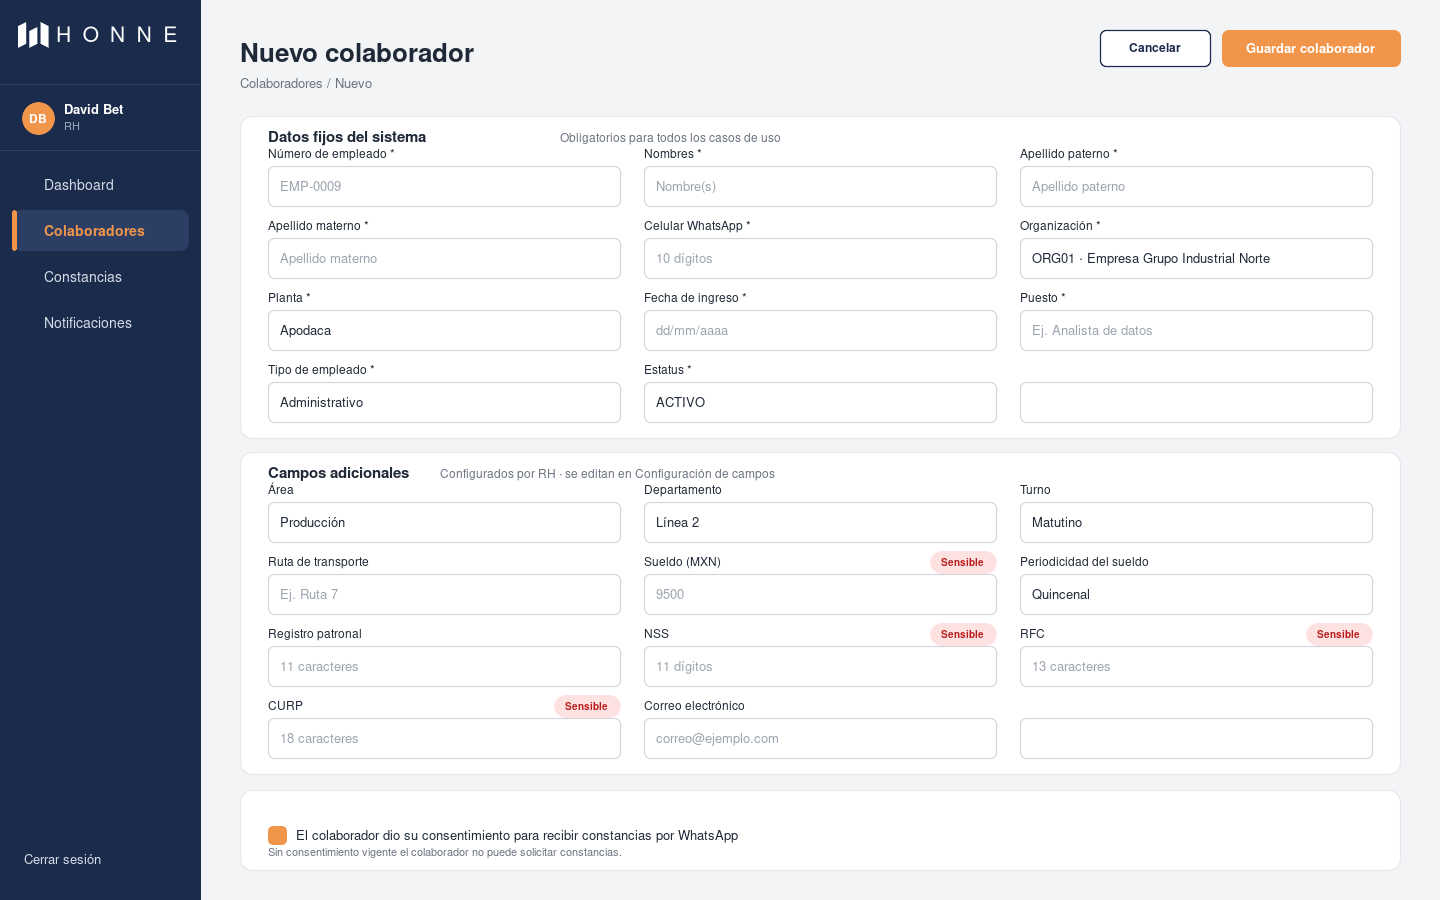 HONNE
David Bet
RH
Dashboard
Colaboradores
Constancias
Notificaciones
Cerrar sesión
Nuevo colaborador
Colaboradores / Nuevo
Cancelar
Guardar colaborador
Datos fijos del sistema
Obligatorios para todos los casos de uso
Número de empleado *
Nombres *
Apellido paterno *
EMP-0009
Nombre(s)
Apellido paterno
Apellido materno *
Celular WhatsApp *
Organización *
Apellido materno
10 dígitos
ORG01 · Empresa Grupo Industrial Norte
Planta *
Fecha de ingreso *
Puesto *
Apodaca
dd/mm/aaaa
Ej. Analista de datos
Tipo de empleado *
Estatus *
Administrativo
ACTIVO
Campos adicionales
Configurados por RH · se editan en Configuración de campos
Área
Departamento
Turno
Producción
Línea 2
Matutino
Ruta de transporte
Sueldo (MXN)
Sensible
Periodicidad del sueldo
Ej. Ruta 7
9500
Quincenal
Registro patronal
NSS
Sensible
RFC
Sensible
11 caracteres
11 dígitos
13 caracteres
CURP
Sensible
Correo electrónico
18 caracteres
correo@ejemplo.com
El colaborador dio su consentimiento para recibir constancias por WhatsApp
Sin consentimiento vigente el colaborador no puede solicitar constancias.
DB